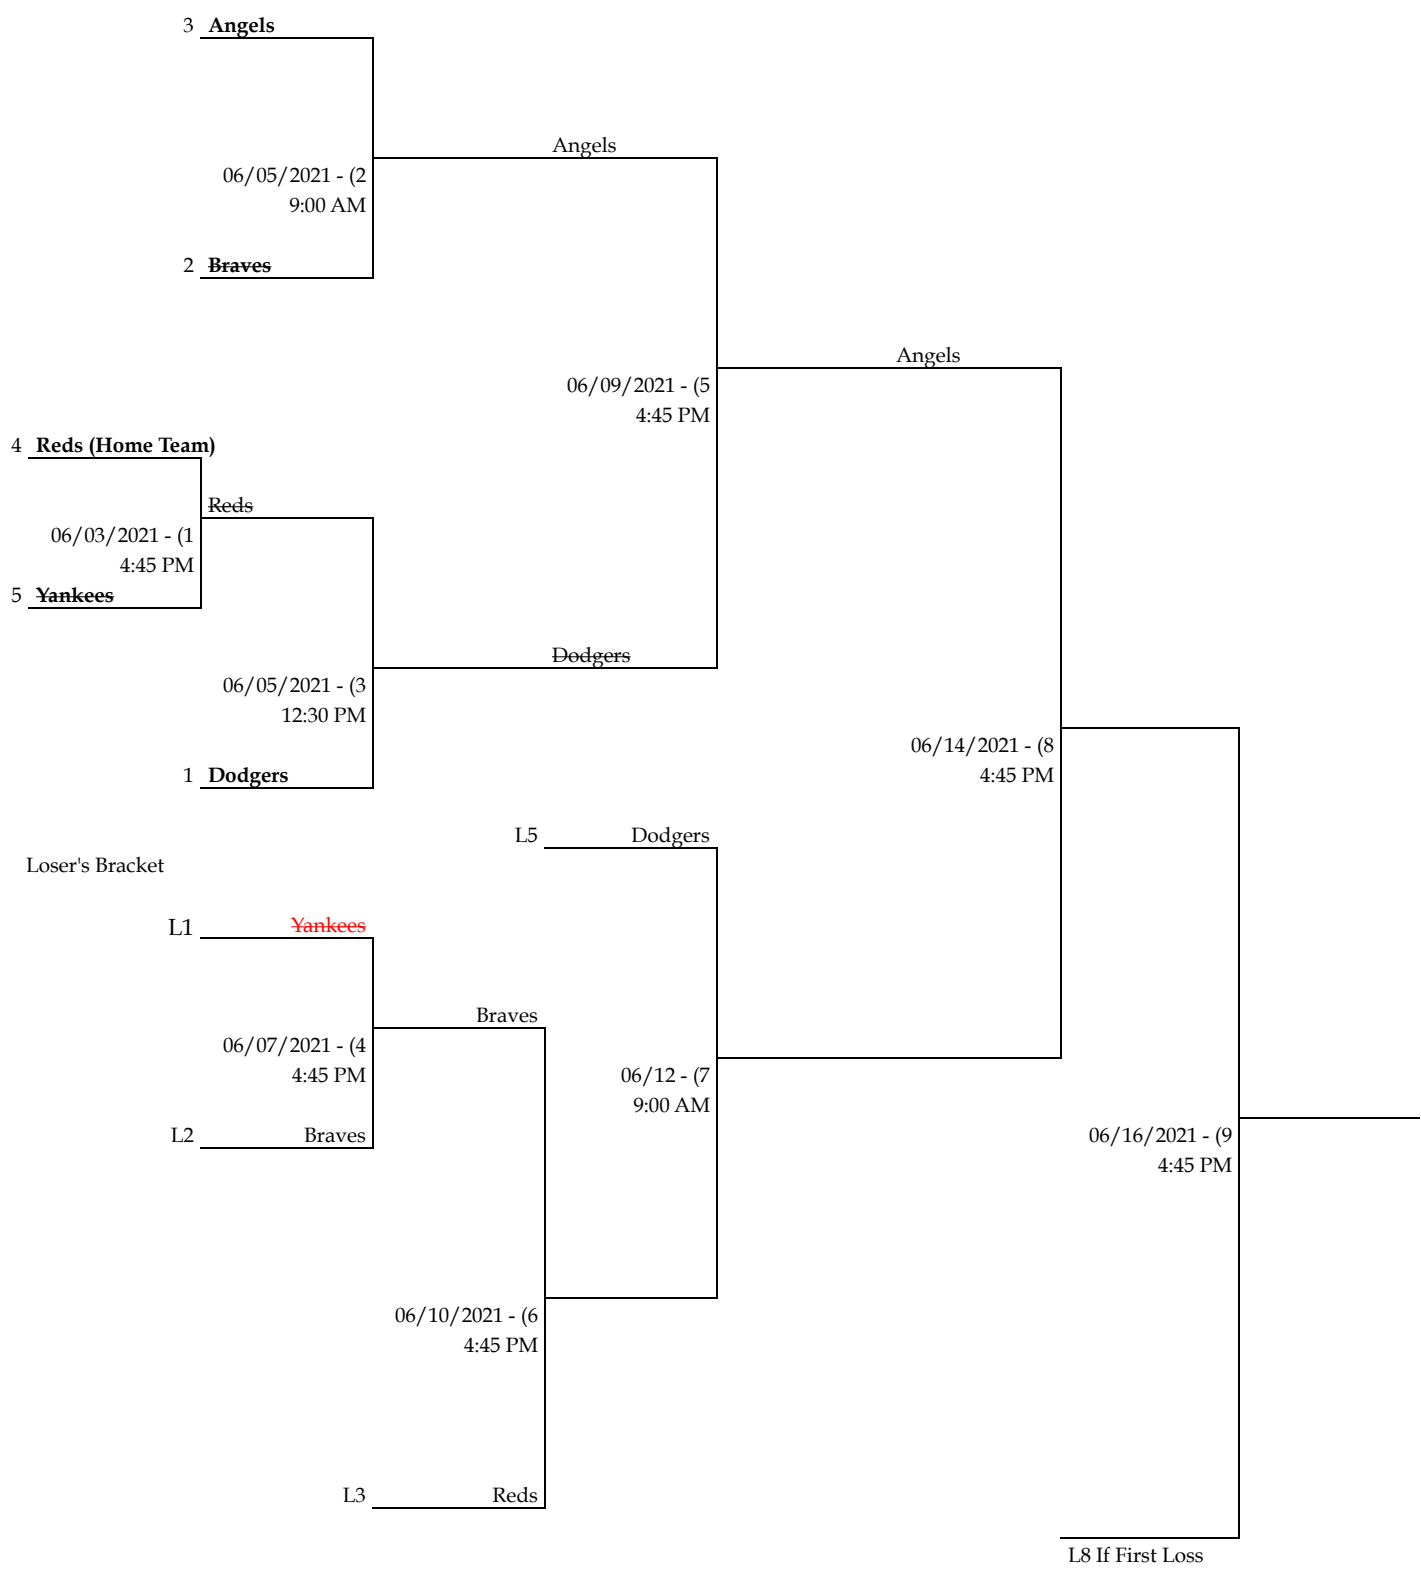 3 Angels
Angels
06/05/2021 - (2
9:00 AM
2 Braves
Angels
06/09/2021 - (5
4:45 PM
4 Reds (Home Team)
Reds
06/03/2021 - (1
4:45 PM
5 Yankees
Dodgers
06/05/2021 - (3
12:30 PM
06/14/2021 - (8
4:45 PM
1 Dodgers
L5 Dodgers
Loser's Bracket
L1 Yankees
Braves
06/07/2021 - (4
4:45 PM
06/12 - (7
9:00 AM
L2 Braves
06/16/2021 - (9
4:45 PM
06/10/2021 - (6
4:45 PM
L3 Reds
L8 If First Loss